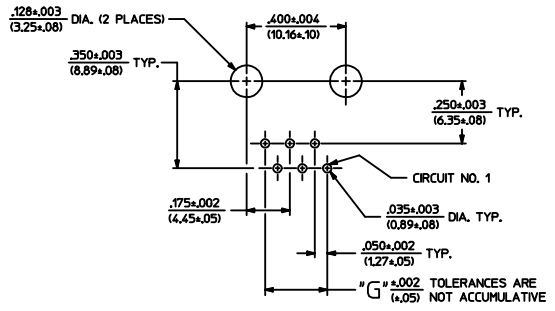 .128±.003
(3.25±.08) DIA. (2 PLACES)
.400±.004
(10.16±.10)
.350±.003
(8.89±.08) TYP.
.250±.003
(6.35±.08) TYP.
CIRCUIT NO. 1
.175±.002
(4.45±.05)
.035±.003
(0.89±.08) DIA. TYP.
.050±.002
(1.27±.05) TYP.
"G" ±.002 TOLERANCES ARE
(±.05) NOT ACCUMULATIVE